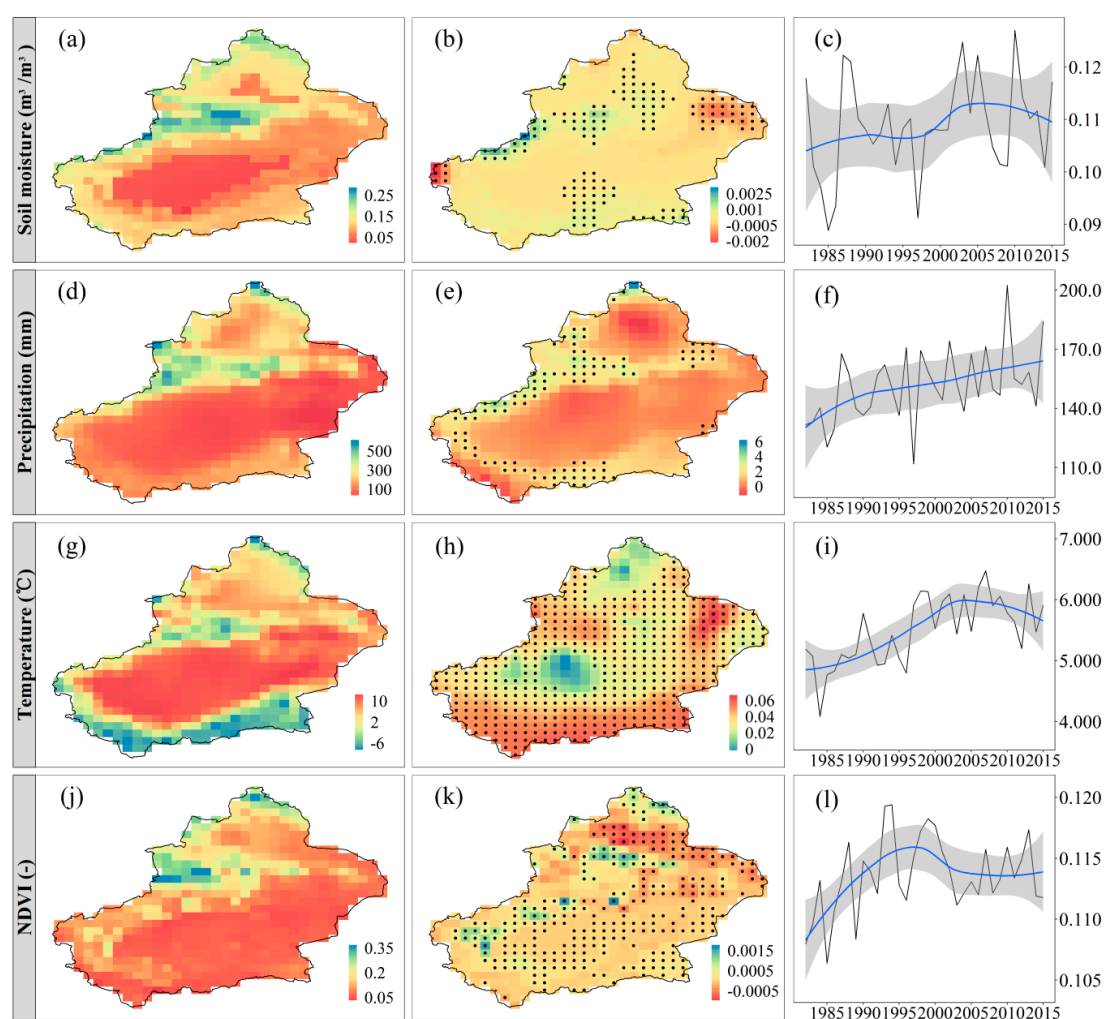 Soil moisture (m³/m³)
(a)
0.25
0.15
0.05
(b)
0.0025
0.001
-0.0005
-0.002
(c)
0.12
0.11
0.10
0.09
1985 1990 1995 2000 2005 2010 2015
Precipitation (mm)
(d)
500
300
100
(e)
6
4
2
0
(f)
200.0
170.0
140.0
110.0
1985 1990 1995 2000 2005 2010 2015
Temperature (℃)
(g)
10
2
-6
(h)
0.06
0.04
0.02
0
(i)
7.000
6.000
5.000
4.000
1985 1990 1995 2000 2005 2010 2015
NDVI (-)
(j)
0.35
0.2
0.05
(k)
0.0015
0.0005
-0.0005
(l)
0.120
0.115
0.110
0.105
1985 1990 1995 2000 2005 2010 2015